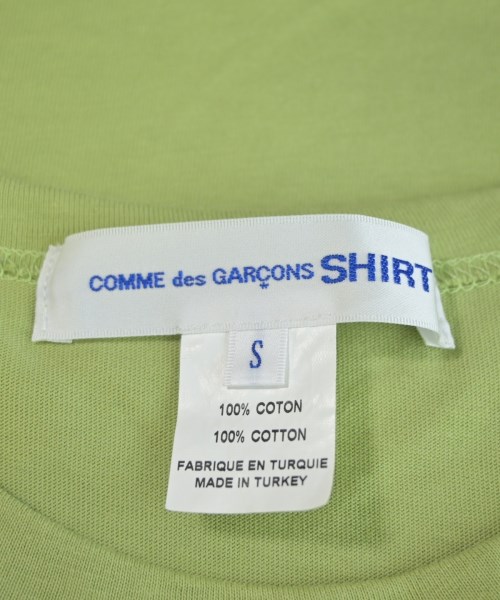 COMME des GARÇONS SHIRT
S
100% COTON
100% COTTON
FABRIQUE EN TURQUIE
MADE IN TURKEY